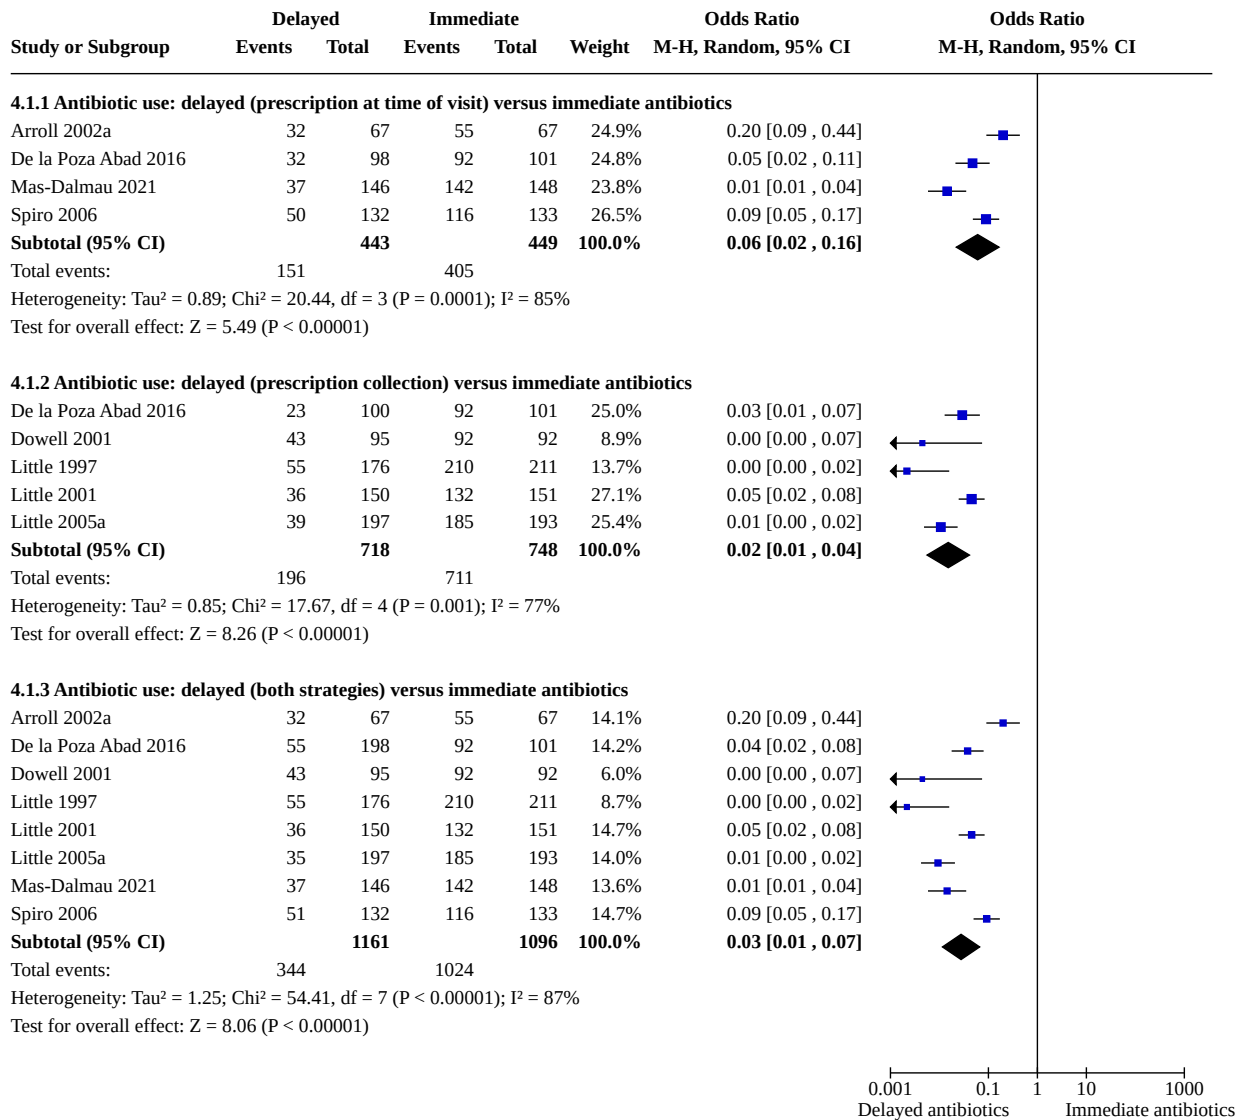 Delayed Immediate Odds Ratio Odds Ratio
Study or Subgroup Events Total Events Total Weight M-H, Random, 95% CI M-H, Random, 95% CI
4.1.1 Antibiotic use: delayed (prescription at time of visit) versus immediate antibiotics
Arroll 2002a 32 67 55 67 24.9% 0.20 [0.09 , 0.44]
De la Poza Abad 2016 32 98 92 101 24.8% 0.05 [0.02 , 0.11]
Mas-Dalmau 2021 37 146 142 148 23.8% 0.01 [0.01 , 0.04]
Spiro 2006 50 132 116 133 26.5% 0.09 [0.05 , 0.17]
Subtotal (95% CI) 443 449 100.0% 0.06 [0.02 , 0.16]
Total events: 151 405
Heterogeneity: Tau² = 0.89; Chi² = 20.44, df = 3 (P = 0.0001); I² = 85%
Test for overall effect: Z = 5.49 (P < 0.00001)
4.1.2 Antibiotic use: delayed (prescription collection) versus immediate antibiotics
De la Poza Abad 2016 23 100 92 101 25.0% 0.03 [0.01 , 0.07]
Dowell 2001 43 95 92 92 8.9% 0.00 [0.00 , 0.07]
Little 1997 55 176 210 211 13.7% 0.00 [0.00 , 0.02]
Little 2001 36 150 132 151 27.1% 0.05 [0.02 , 0.08]
Little 2005a 39 197 185 193 25.4% 0.01 [0.00 , 0.02]
Subtotal (95% CI) 718 748 100.0% 0.02 [0.01 , 0.04]
Total events: 196 711
Heterogeneity: Tau² = 0.85; Chi² = 17.67, df = 4 (P = 0.001); I² = 77%
Test for overall effect: Z = 8.26 (P < 0.00001)
4.1.3 Antibiotic use: delayed (both strategies) versus immediate antibiotics
Arroll 2002a 32 67 55 67 14.1% 0.20 [0.09 , 0.44]
De la Poza Abad 2016 55 198 92 101 14.2% 0.04 [0.02 , 0.08]
Dowell 2001 43 95 92 92 6.0% 0.00 [0.00 , 0.07]
Little 1997 55 176 210 211 8.7% 0.00 [0.00 , 0.02]
Little 2001 36 150 132 151 14.7% 0.05 [0.02 , 0.08]
Little 2005a 35 197 185 193 14.0% 0.01 [0.00 , 0.02]
Mas-Dalmau 2021 37 146 142 148 13.6% 0.01 [0.01 , 0.04]
Spiro 2006 51 132 116 133 14.7% 0.09 [0.05 , 0.17]
Subtotal (95% CI) 1161 1096 100.0% 0.03 [0.01 , 0.07]
Total events: 344 1024
Heterogeneity: Tau² = 1.25; Chi² = 54.41, df = 7 (P < 0.00001); I² = 87%
Test for overall effect: Z = 8.06 (P < 0.00001)
0.001 0.1 1 10 1000
Delayed antibiotics Immediate antibiotics